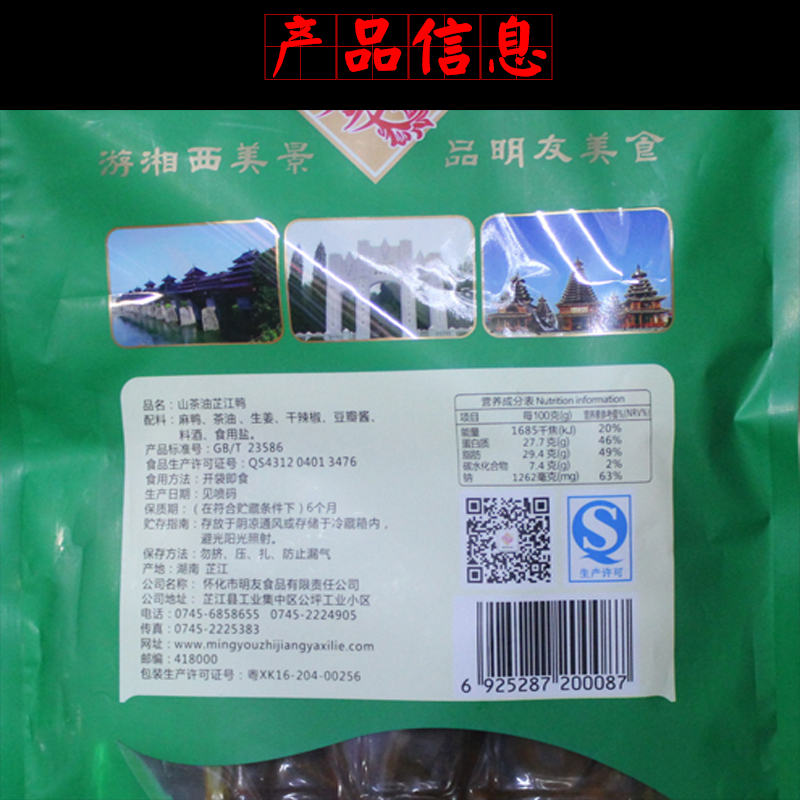 产品信息
游湘西美景 品明友美食
品名：山茶油芷江鸭
配料：麻鸭、茶油、生姜、干辣椒、豆瓣酱、
料酒、食用盐。
产品标准号：GB/T 23586
食品生产许可证号：QS4312 0401 3476
食用方法：开袋即食
生产日期：见喷码
保质期：（在符合贮藏条件下）6个月
贮存指南：存放于阴凉通风或存储于冷藏箱内，
避光阳光照射。
保存方法：勿挤、压、扎、防止漏气
产地：湖南 芷江
公司名称：怀化市明友食品有限责任公司
公司地址：芷江县工业集中区公坪工业小区
电话：0745-6858655 0745-2224905
传真：0745-2225383
网址：www.mingyouzhijiangyaxilie.com
邮编：418000
包装生产许可证号：粤XK16-204-00256
营养成分表 Nutrition information
项目 每100克(g) 营养素参考值%(NRV%)
能量 1685千焦(kJ) 20%
蛋白质 27.7克(g) 46%
脂肪 29.4克(g) 49%
碳水化合物 7.4克(g) 2%
钠 1262毫克(mg) 63%
生产许可
6 925287 200087